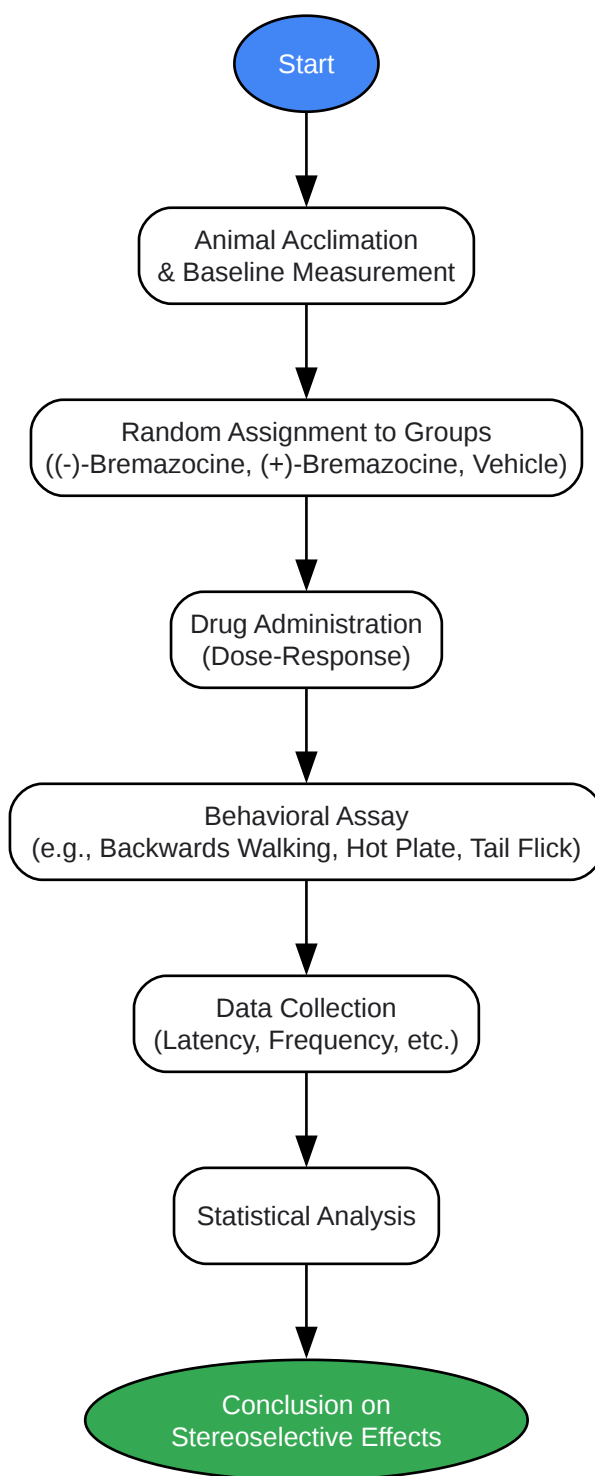 Start
Animal Acclimation
& Baseline Measurement
Random Assignment to Groups
((-)-Bremazocine, (+)-Bremazocine, Vehicle)
Drug Administration
(Dose-Response)
Behavioral Assay
(e.g., Backwards Walking, Hot Plate, Tail Flick)
Data Collection
(Latency, Frequency, etc.)
Statistical Analysis
Conclusion on
Stereoselective Effects